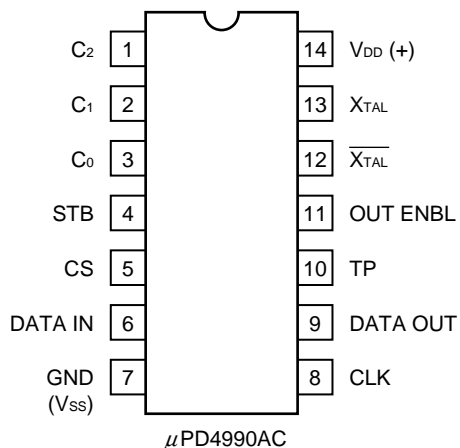 C2 1 14 VDD (+)
C1 2 13 XTAL
C0 3 12 XTAL
STB 4 11 OUT ENBL
CS 5 10 TP
DATA IN 6 9 DATA OUT
GND 7 8 CLK
(VSS)
μPD4990AC